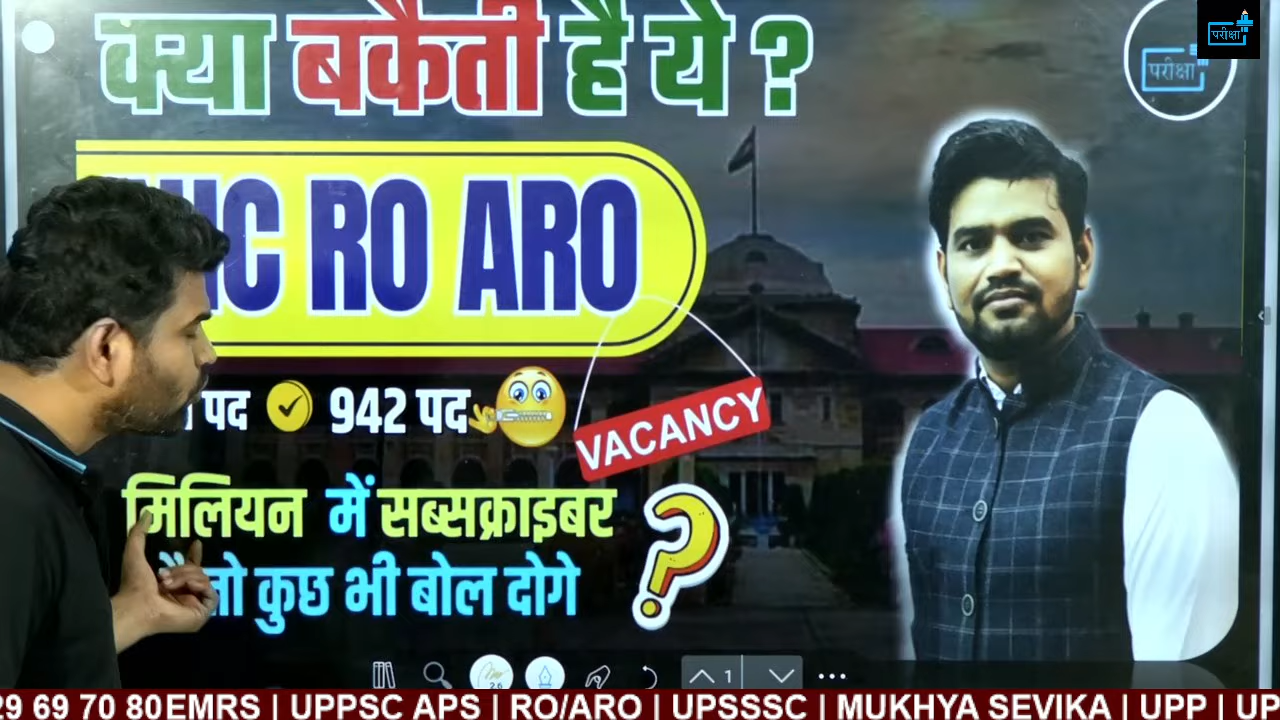 क्या बकैती है ये ?
परीक्षा
परीक्षा
RO ARO
पद 942 पद
VACANCY
मिलियन में सब्सक्राइबर
तो कुछ भी बोल दोगे
1
29 69 70 80EMRS | UPPSC APS | RO/ARO | UPSSSC | MUKHYA SEVIKA | UPP | UP